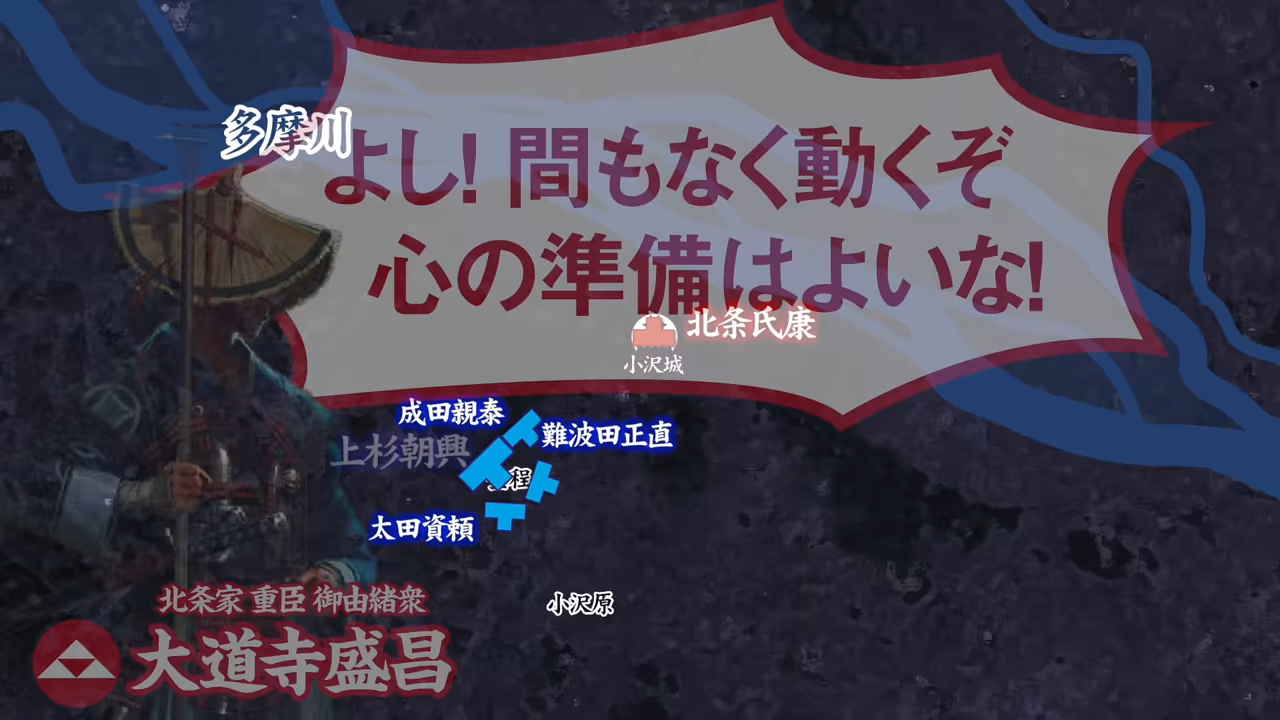 多摩川
よし!間もなく動くぞ
心の準備はよいな!
北条氏康
小沢城
成田親泰
難波田正直
上杉朝興
程
太田資頼
小沢原
北条家 重臣 御由緒衆
大道寺盛昌